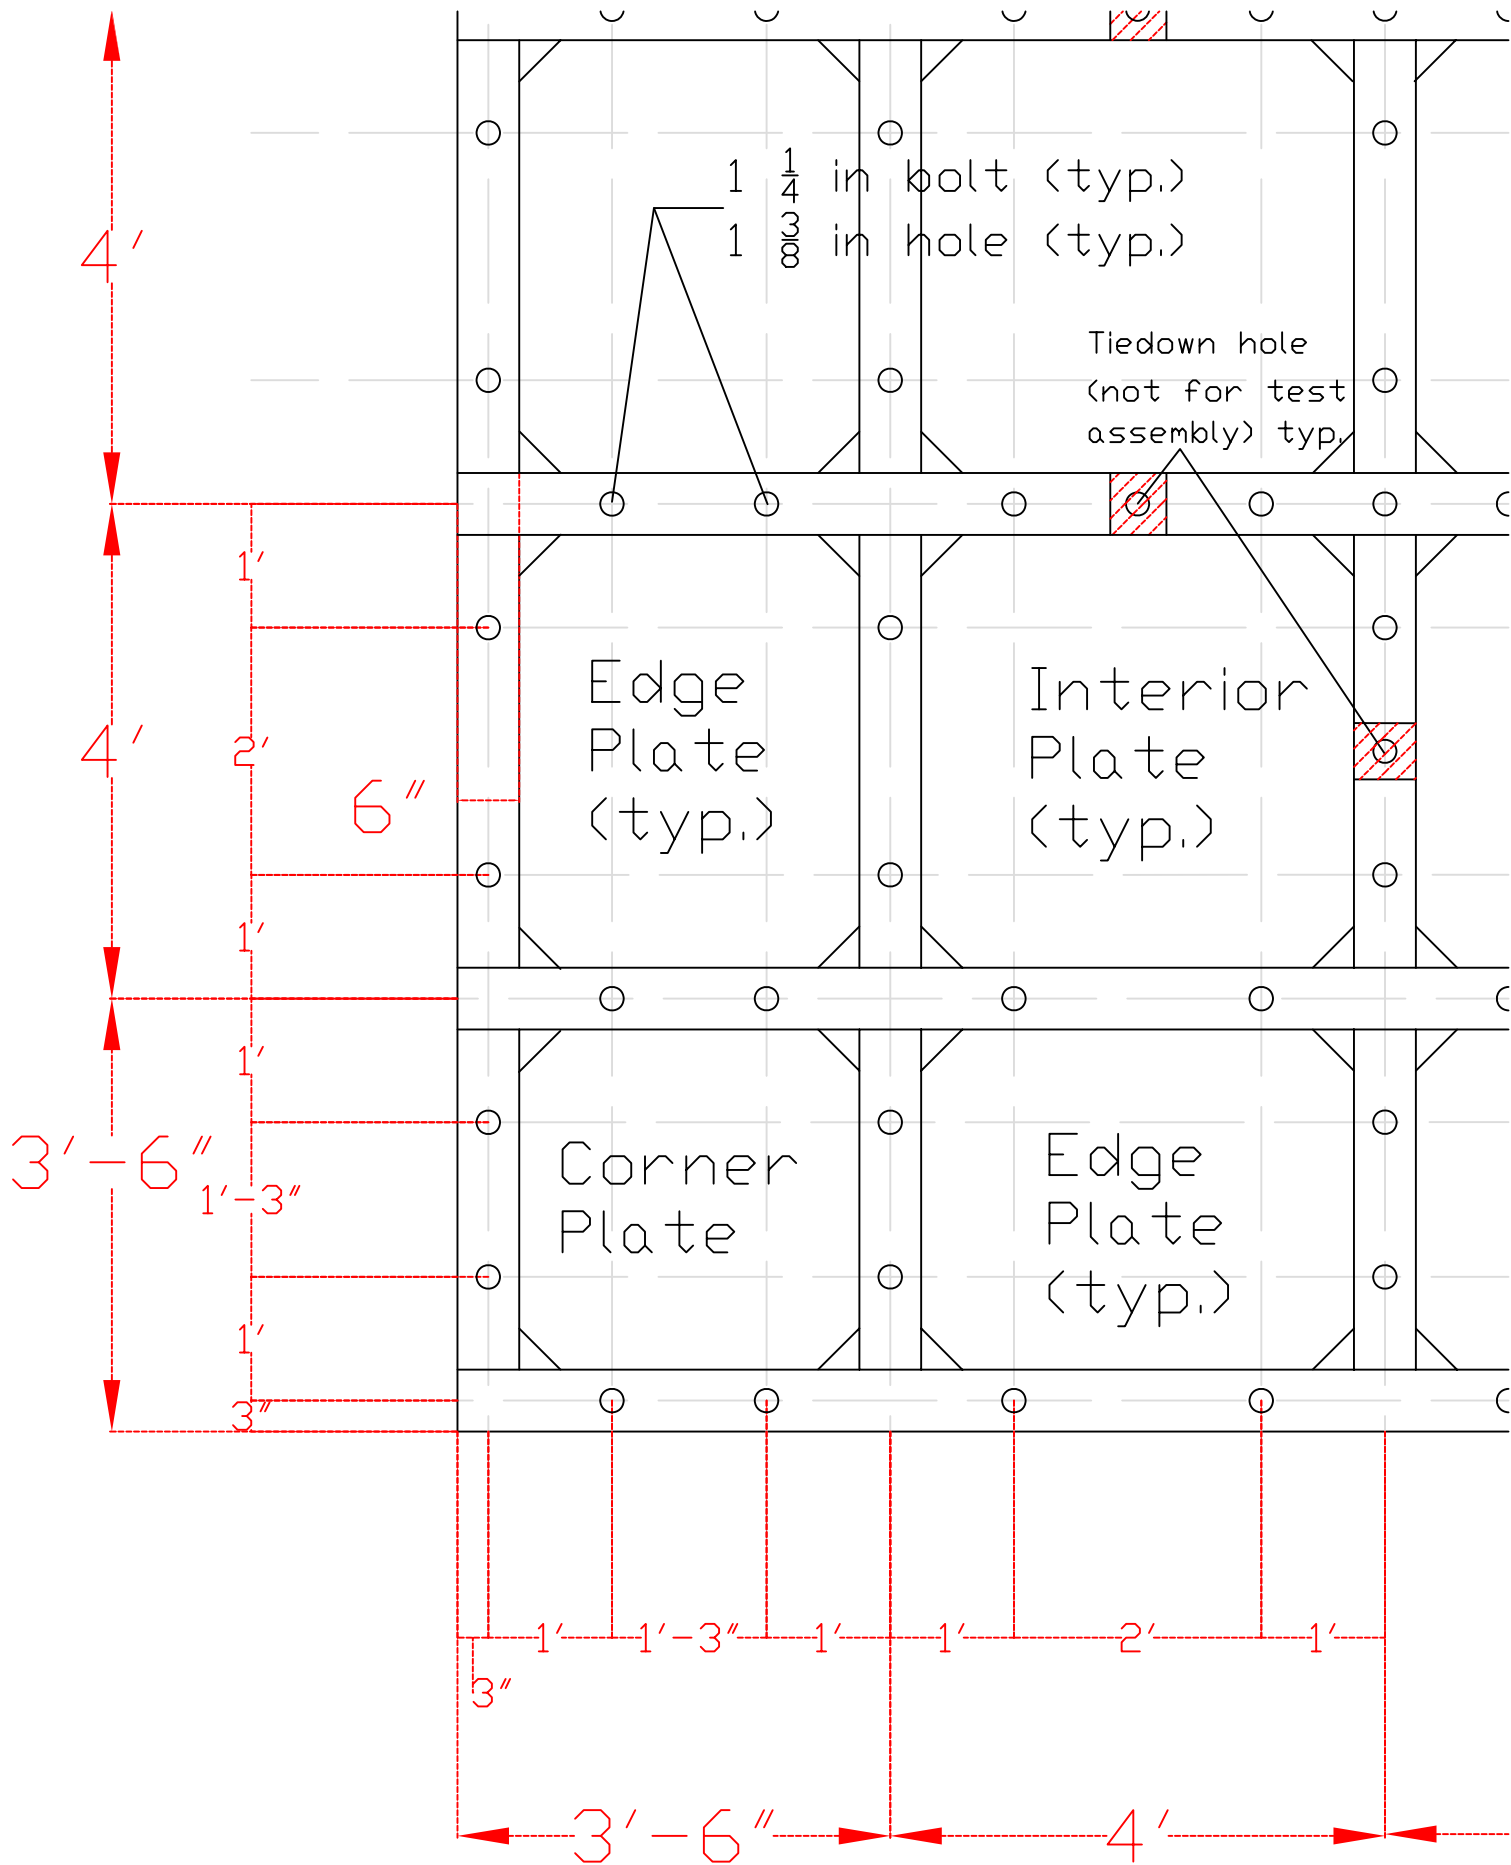 1 1/4 in bolt (typ.)
1 3/8 in hole (typ.)
4'
Tiedown hole
(not for test
assembly) typ.
1'
4'
2'
6"
Edge
Plate
(typ.)
Interior
Plate
(typ.)
1'
1'
3'-6"
1'-3"
Corner
Plate
Edge
Plate
(typ.)
1'
3"
1' 1'-3" 1' 1' 2' 1'
3"
3'-6" 4'